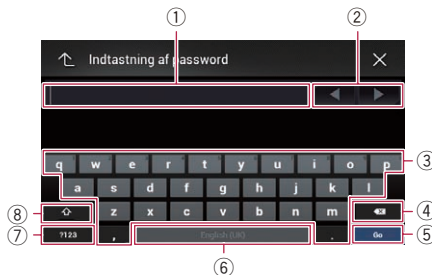 ① ②
Indtastning af password
q w e r t y u i o p
③
a s d f g h j k l
⑧ z x c v b n m ④
⑦ ?123 , English (UK) . Go ⑤
⑥